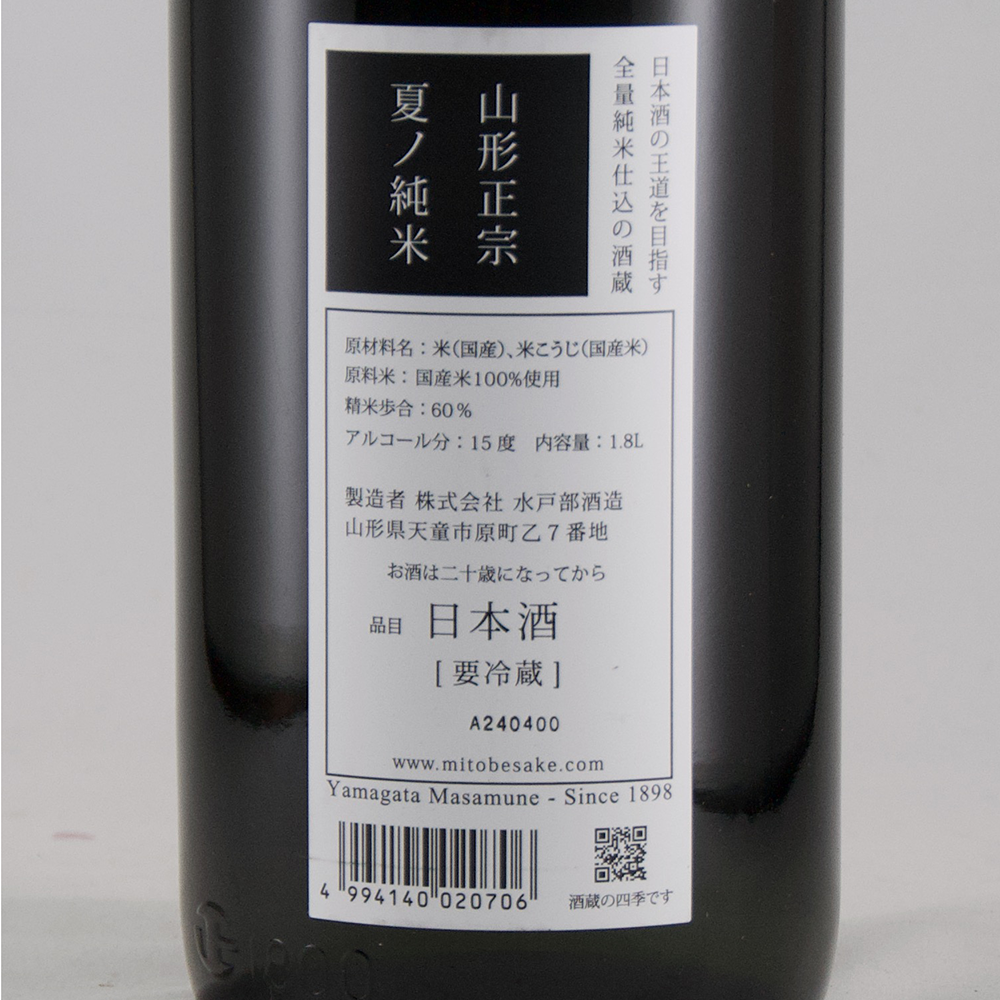 日本酒の王道を目指す
全量純米仕込の酒蔵
山形正宗
夏ノ純米
原材料名：米（国産）、米こうじ（国産米）
原料米：国産米100%使用
精米歩合：60%
アルコール分：15度　内容量：1.8L
製造者 株式会社 水戸部酒造
山形県天童市原町乙7番地
お酒は二十歳になってから
品目 日本酒
[要冷蔵]
A240400
www.mitobesake.com
Yamagata Masamune - Since 1898
4 994140 020706
酒蔵の四季です
1800